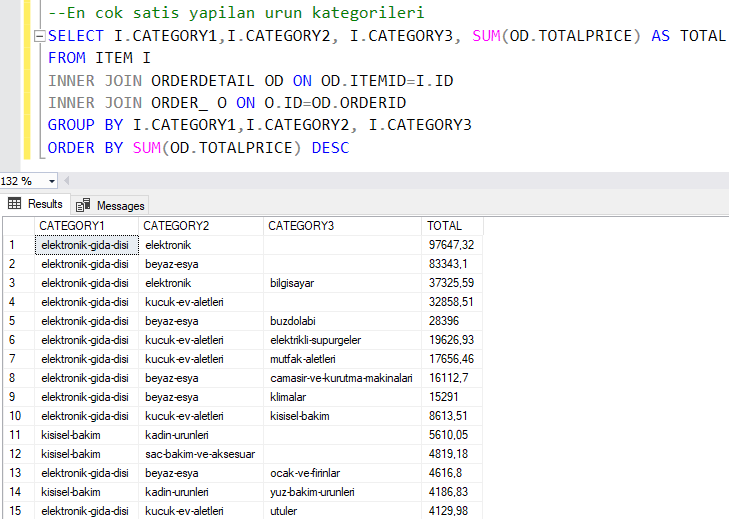 --En cok satis yapilan urun kategorileri
SELECT I.CATEGORY1,I.CATEGORY2, I.CATEGORY3, SUM(OD.TOTALPRICE) AS TOTAL
FROM ITEM I
INNER JOIN ORDERDETAIL OD ON OD.ITEMID=I.ID
INNER JOIN ORDER_ O ON O.ID=OD.ORDERID
GROUP BY I.CATEGORY1,I.CATEGORY2, I.CATEGORY3
ORDER BY SUM(OD.TOTALPRICE) DESC
132 %
Results Messages
CATEGORY1 CATEGORY2 CATEGORY3 TOTAL
1 elektronik-gida-disi elektronik 97647,32
2 elektronik-gida-disi beyaz-esya 83343,1
3 elektronik-gida-disi elektronik bilgisayar 37325,59
4 elektronik-gida-disi kucuk-ev-aletleri 32858,51
5 elektronik-gida-disi beyaz-esya buzdolabi 28396
6 elektronik-gida-disi kucuk-ev-aletleri elektrikli-supurgeler 19626,93
7 elektronik-gida-disi kucuk-ev-aletleri mutfak-aletleri 17656,46
8 elektronik-gida-disi beyaz-esya camasir-ve-kurutma-makinalari 16112,7
9 elektronik-gida-disi beyaz-esya klimalar 15291
10 elektronik-gida-disi kucuk-ev-aletleri kisisel-bakim 8613,51
11 kisisel-bakim kadin-urunleri 5610,05
12 kisisel-bakim sac-bakim-ve-aksesuar 4819,18
13 elektronik-gida-disi beyaz-esya ocak-ve-firinlar 4616,8
14 kisisel-bakim kadin-urunleri yuz-bakim-urunleri 4186,83
15 elektronik-gida-disi kucuk-ev-aletleri utuler 4129,98